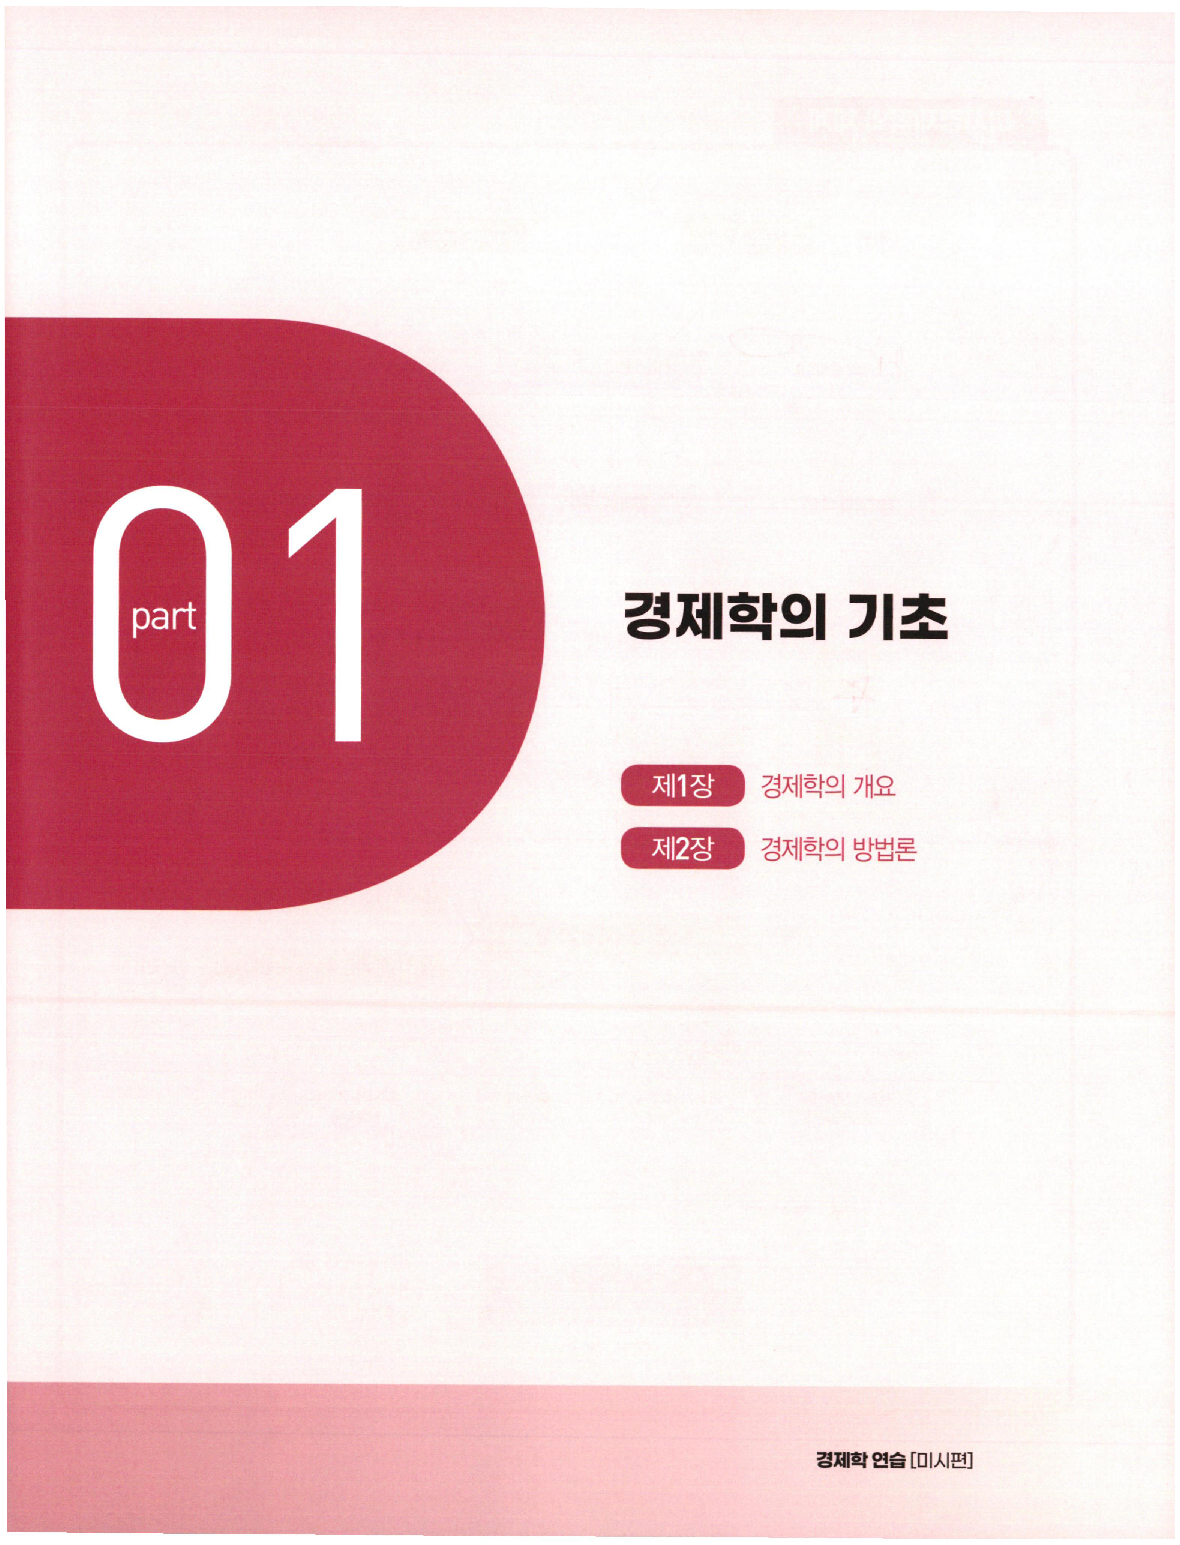 part
01
경제학의 기초
제1장 경제학의 개요
제2장 경제학의 방법론
경제학 연습 [미시편]